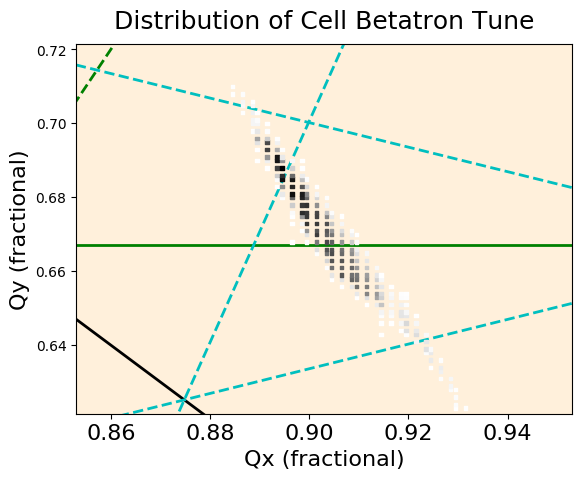 Distribution of Cell Betatron Tune
0.72
0.70
0.68
0.66
0.64
Qy (fractional)
0.86 0.88 0.90 0.92 0.94
Qx (fractional)